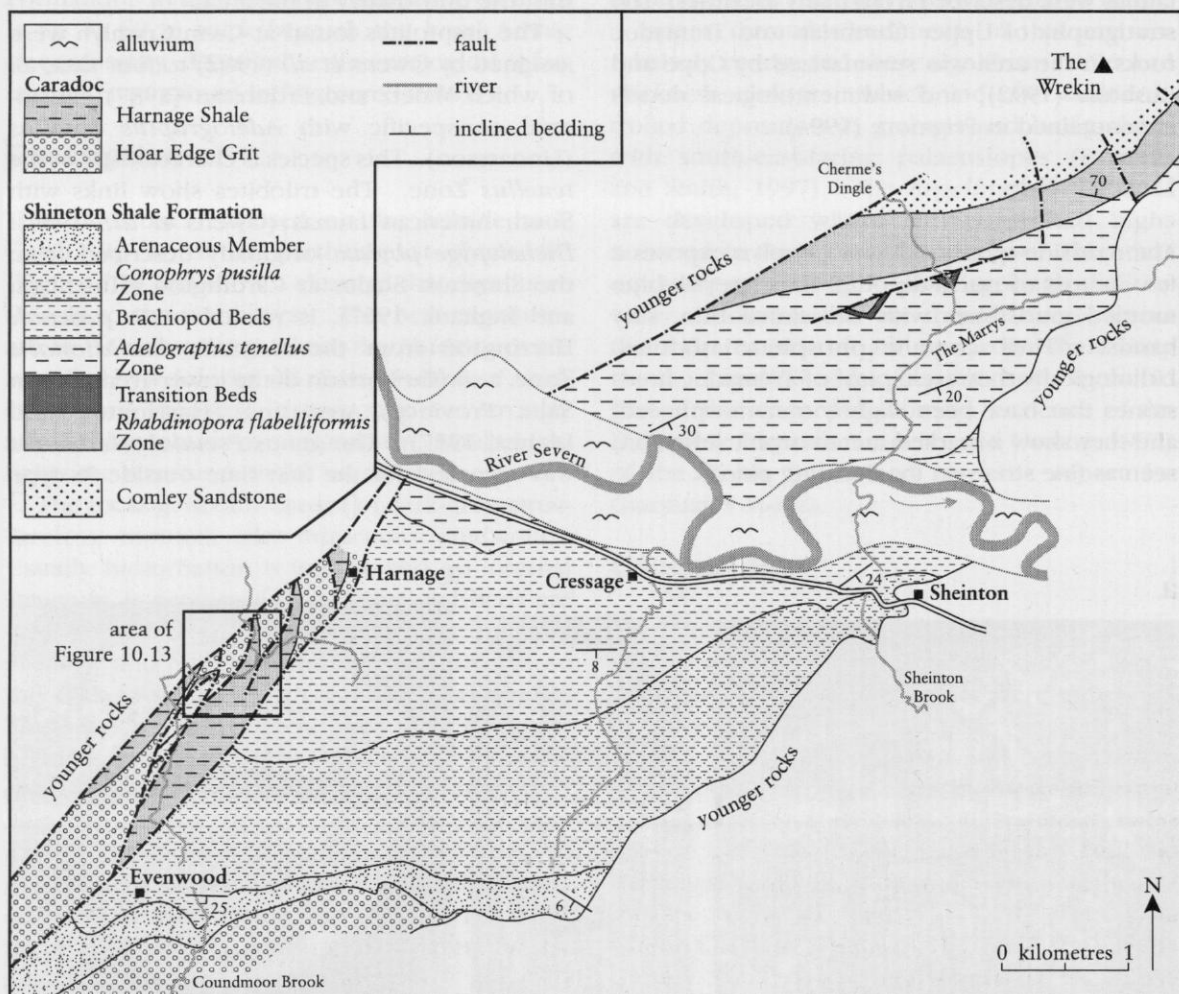 alluvium
fault
river
inclined bedding
Caradoc
Harnage Shale
Hoar Edge Grit
Shineton Shale Formation
Arenaceous Member
Conophrys pusilla
Zone
Brachiopod Beds
Adelograptus tenellus
Zone
Transition Beds
Rhabdinopora flabelliformis
Zone
Comley Sandstone
The
Wrekin
Cherme's
Dingle
70
younger rocks
The Marys
younger rocks
20
30
River Severn
Harnage
Cressage
24
Sheinton
area of
Figure 10.13
8
Sheinton
Brook
younger rocks
younger rocks
Evenwood
25
6
N
0 kilometres 1
Coundmoor Brook